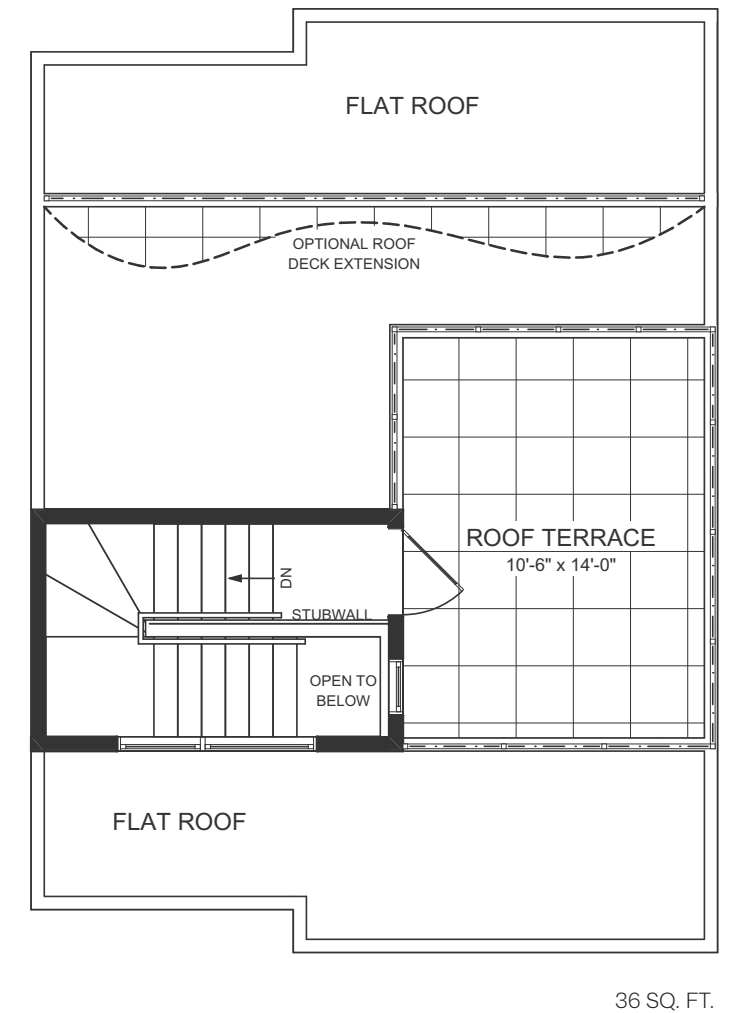 FLAT ROOF
OPTIONAL ROOF
DECK EXTENSION
ROOF TERRACE
10'-6" x 14'-0"
DN
STUBWALL
OPEN TO
BELOW
FLAT ROOF
36 SQ. FT.